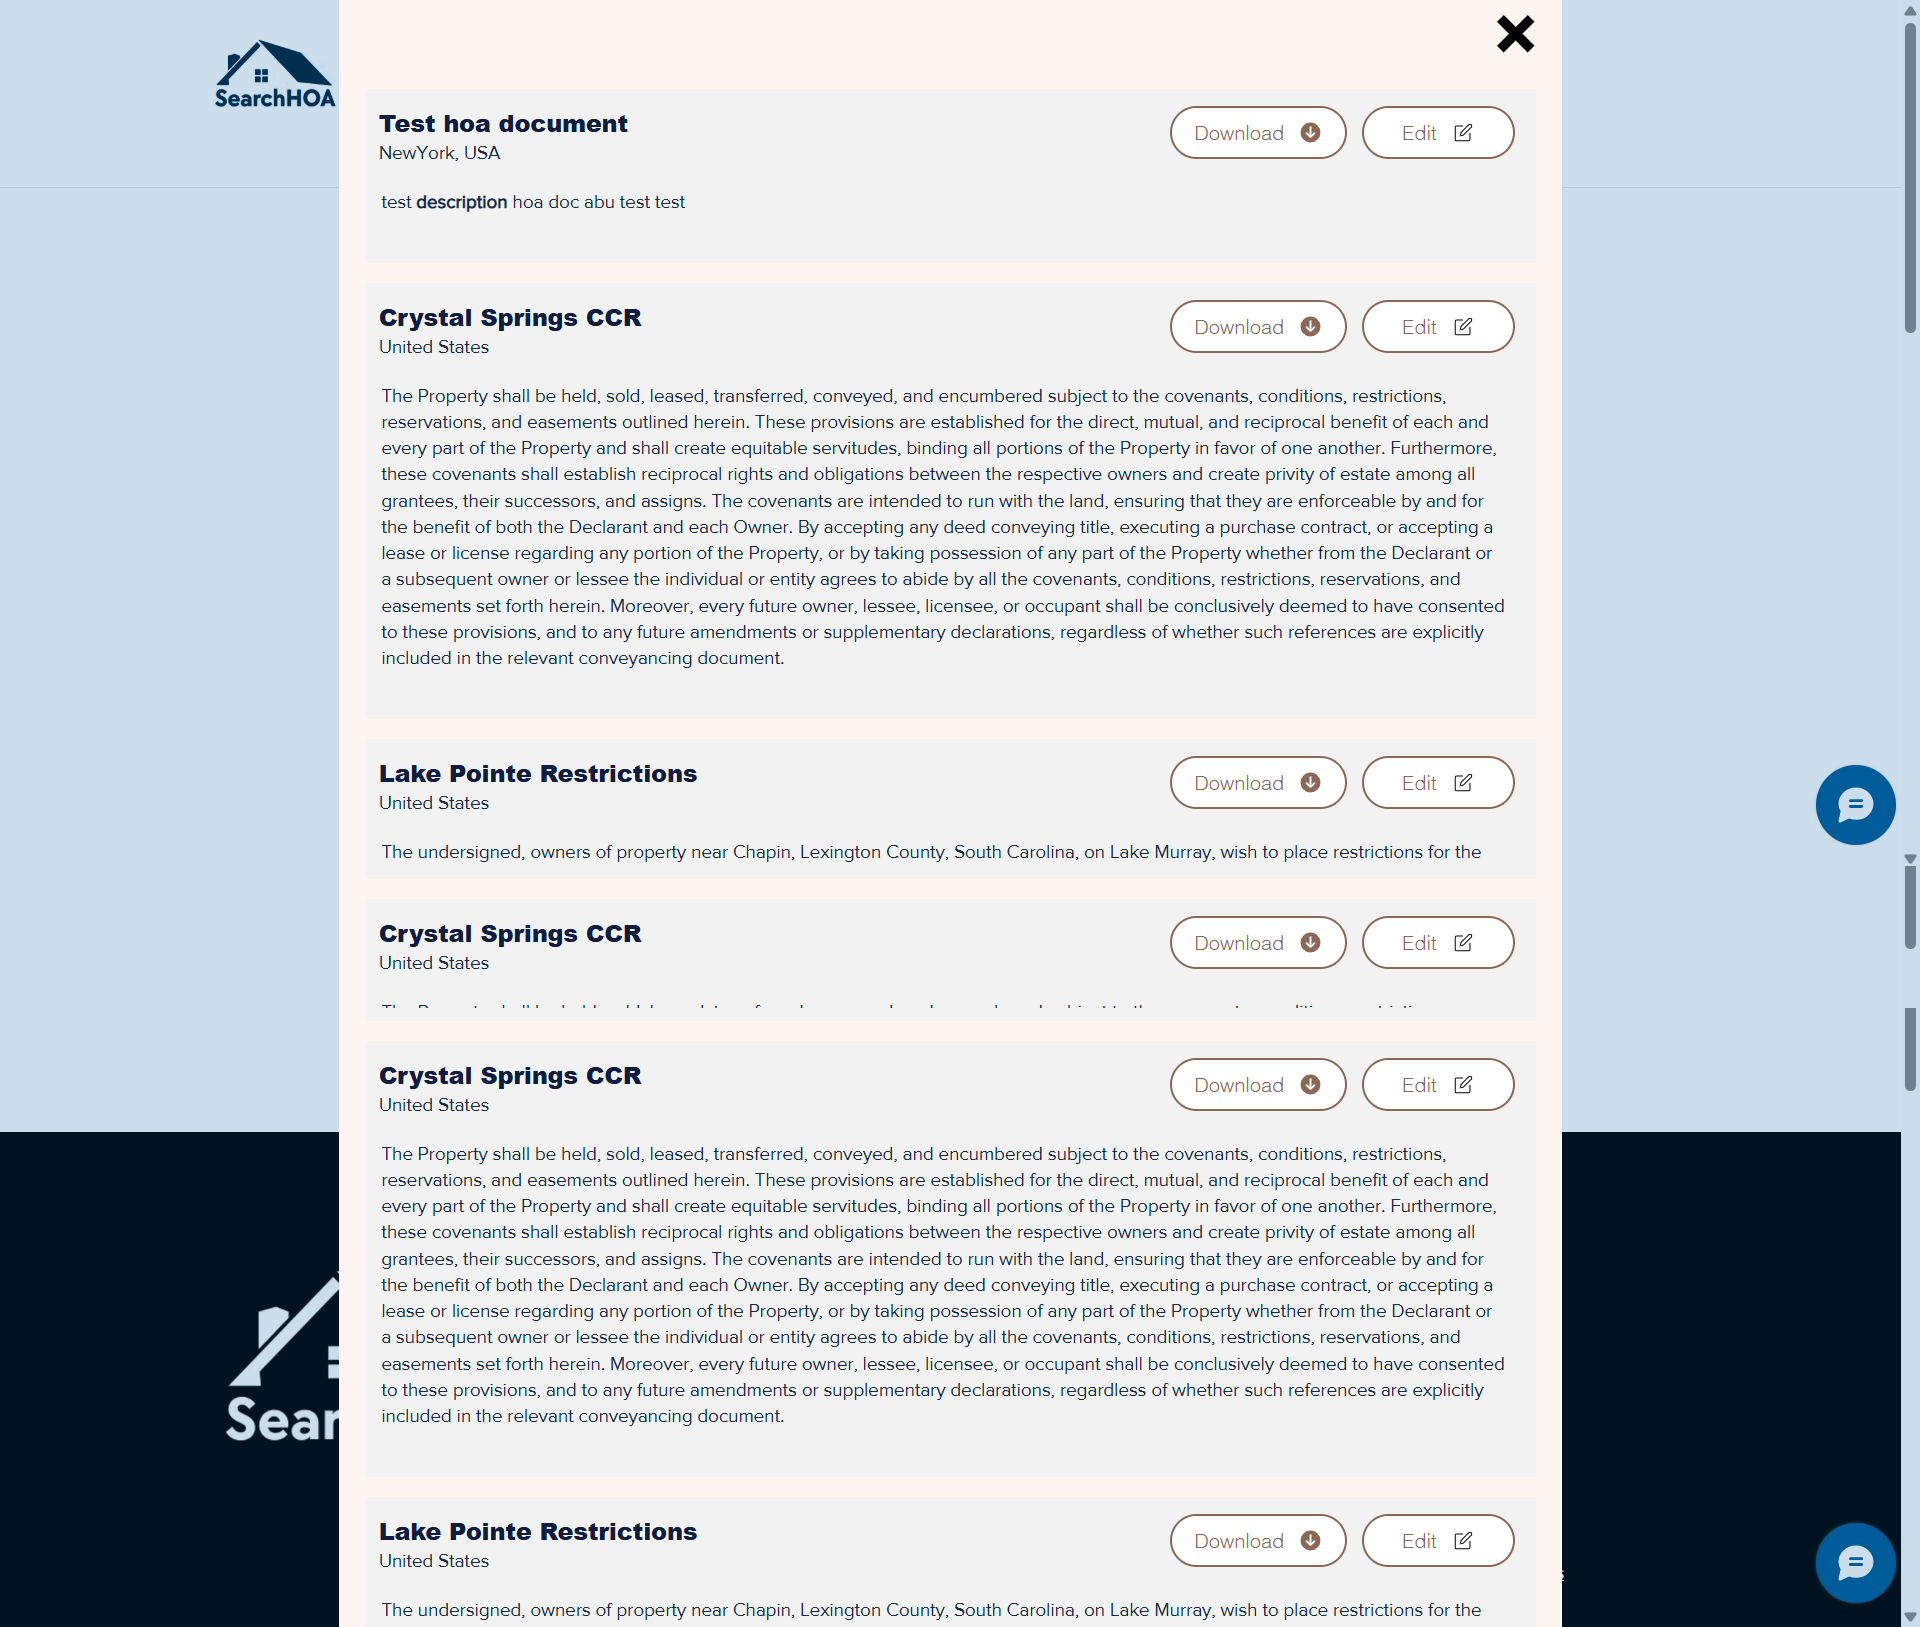 SearchHOA
Test hoa document
Download
Edit
NewYork, USA
test description hoa doc abu test test
Crystal Springs CCR
Download
Edit
United States
The Property shall be held, sold, leased, transferred, conveyed, and encumbered subject to the covenants, conditions, restrictions,
reservations, and easements outlined herein. These provisions are established for the direct, mutual, and reciprocal benefit of each and
every part of the Property and shall create equitable servitudes, binding all portions of the Property in favor of one another. Furthermore,
these covenants shall establish reciprocal rights and obligations between the respective owners and create privity of estate among all
grantees, their successors, and assigns. The covenants are intended to run with the land, ensuring that they are enforceable by and for
the benefit of both the Declarant and each Owner. By accepting any deed conveying title, executing a purchase contract, or accepting a
lease or license regarding any portion of the Property, or by taking possession of any part of the Property whether from the Declarant or
a subsequent owner or lessee the individual or entity agrees to abide by all the covenants, conditions, restrictions, reservations, and
easements set forth herein. Moreover, every future owner, lessee, licensee, or occupant shall be conclusively deemed to have consented
to these provisions, and to any future amendments or supplementary declarations, regardless of whether such references are explicitly
included in the relevant conveyancing document.
Lake Pointe Restrictions
Download
Edit
United States
The undersigned, owners of property near Chapin, Lexington County, South Carolina, on Lake Murray, wish to place restrictions for the
Crystal Springs CCR
Download
Edit
United States
Crystal Springs CCR
Download
Edit
United States
The Property shall be held, sold, leased, transferred, conveyed, and encumbered subject to the covenants, conditions, restrictions,
reservations, and easements outlined herein. These provisions are established for the direct, mutual, and reciprocal benefit of each and
every part of the Property and shall create equitable servitudes, binding all portions of the Property in favor of one another. Furthermore,
these covenants shall establish reciprocal rights and obligations between the respective owners and create privity of estate among all
grantees, their successors, and assigns. The covenants are intended to run with the land, ensuring that they are enforceable by and for
the benefit of both the Declarant and each Owner. By accepting any deed conveying title, executing a purchase contract, or accepting a
lease or license regarding any portion of the Property, or by taking possession of any part of the Property whether from the Declarant or
a subsequent owner or lessee the individual or entity agrees to abide by all the covenants, conditions, restrictions, reservations, and
easements set forth herein. Moreover, every future owner, lessee, licensee, or occupant shall be conclusively deemed to have consented
to these provisions, and to any future amendments or supplementary declarations, regardless of whether such references are explicitly
included in the relevant conveyancing document.
Sear
Lake Pointe Restrictions
Download
Edit
United States
The undersigned, owners of property near Chapin, Lexington County, South Carolina, on Lake Murray, wish to place restrictions for the